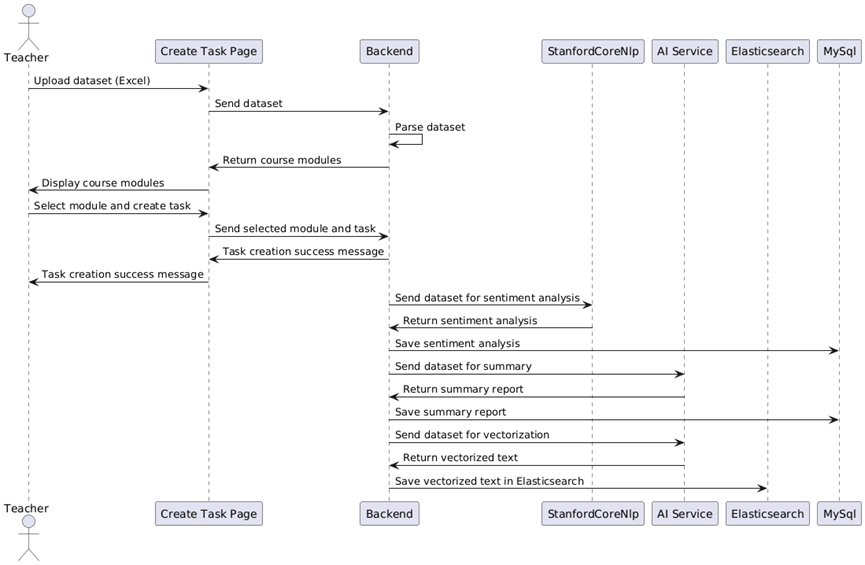 Teacher
Create Task Page
Backend
StanfordCoreNlp
AI Service
Elasticsearch
MySql
Upload dataset (Excel)
Send dataset
Parse dataset
Return course modules
Display course modules
Select module and create task
Send selected module and task
Task creation success message
Task creation success message
Send dataset for sentiment analysis
Return sentiment analysis
Save sentiment analysis
Send dataset for summary
Return summary report
Save summary report
Send dataset for vectorization
Return vectorized text
Save vectorized text in Elasticsearch
Teacher
Create Task Page
Backend
StanfordCoreNlp
AI Service
Elasticsearch
MySql